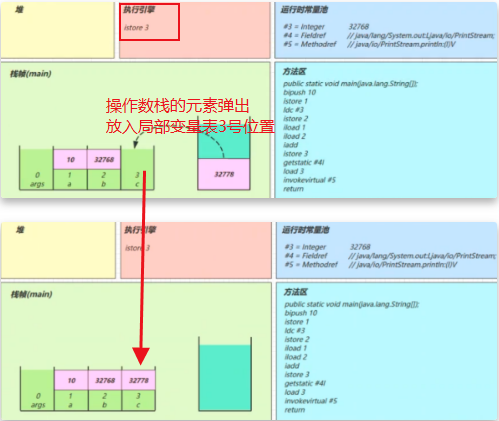 堆
执行引擎
istore 3
运行时常量池
#3 = Integer 32768
#4 = Fieldref // java/lang/System.out:Ljava/io/PrintStream;
#5 = Methodref // java/io/PrintStream.println:(I)V
栈帧(main)
操作数栈的元素弹出
放入局部变量表3号位置
10 32768
0 1 2 3
args a b c
32778
方法区
public static void main(java.lang.String[]);
bipush 10
istore 1
ldc #3
istore 2
iload 1
iload 2
iadd
istore 3
getstatic #4l
load 3
invokevirtual #5
return
堆
执行引擎
istore 3
运行时常量池
#3 = Integer 32768
#4 = Fieldref // java/lang/System.out:Ljava/io/PrintStream;
#5 = Methodref // java/io/PrintStream.println:(I)V
栈帧(main)
10 32768 32778
0 1 2 3
args a b c
方法区
public static void main(java.lang.String[]);
bipush 10
istore 1
ldc #3
istore 2
iload 1
iload 2
iadd
istore 3
getstatic #4l
load 3
invokevirtual #5
return